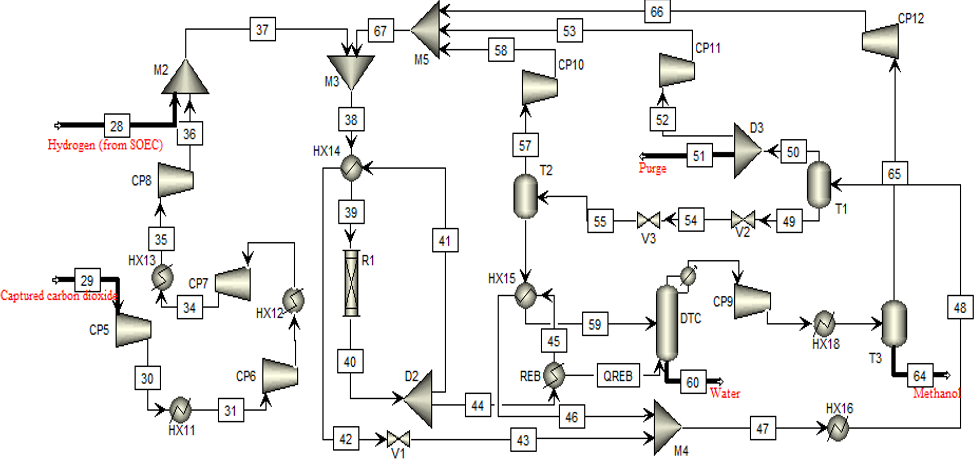 66
37
67
53
CP12
58
CP11
M5
M2
CP10
M3
38
52
28
36
D3
Hydrogen (from SOEC)
HX14
57
51
50
65
CP8
Purge
T2
39
T1
55
54
49
41
V3
V2
35
R1
HX13
29
CP7
HX15
48
Captured carbon dioxide
34
HX12
CP9
CP5
59
DTC
45
HX18
T3
40
30
CP6
D2
REB
QREB
60
64
Water
Methanol
31
44
46
HX16
HX11
42
43
47
V1
M4